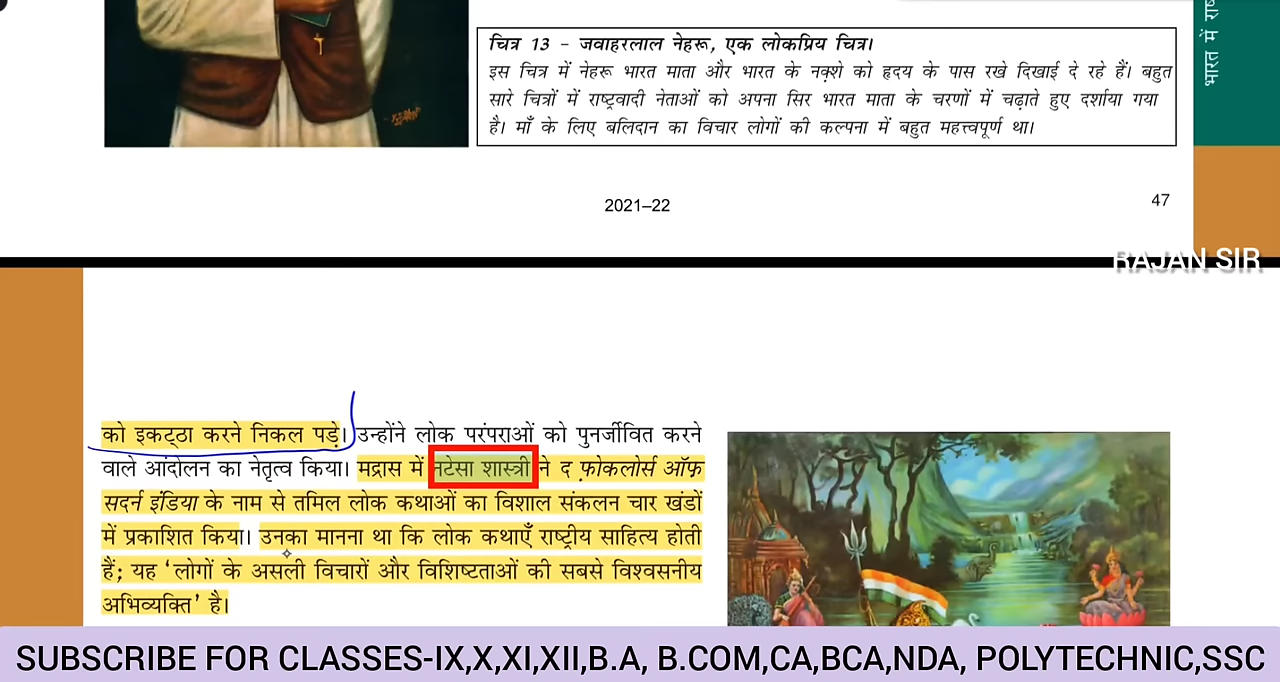 चित्र 13 – जवाहरलाल नेहरू, एक लोकप्रिय चित्र।
इस चित्र में नेहरू भारत माता और भारत के नक़्शे को हृदय के पास रखे दिखाई दे रहे हैं। बहुत
सारे चित्रों में राष्ट्रवादी नेताओं को अपना सिर भारत माता के चरणों में चढ़ाते हुए दर्शाया गया
है। माँ के लिए बलिदान का विचार लोगों की कल्पना में बहुत महत्त्वपूर्ण था।
भारत में राष
2021–22
47
RAJAN SIR
को इकट्ठा करने निकल पड़े। उन्होंने लोक परंपराओं को पुनर्जीवित करने
वाले आंदोलन का नेतृत्व किया। मद्रास में नटेसा शास्त्री ने द फ़ोकलोर्स ऑफ़
सदर्न इंडिया के नाम से तमिल लोक कथाओं का विशाल संकलन चार खंडों
में प्रकाशित किया। उनका मानना था कि लोक कथाएँ राष्ट्रीय साहित्य होती
हैं; यह ‘लोगों के असली विचारों और विशिष्टताओं की सबसे विश्वसनीय
अभिव्यक्ति’ है।
SUBSCRIBE FOR CLASSES-IX,X,XI,XII,B.A, B.COM,CA,BCA,NDA, POLYTECHNIC,SSC